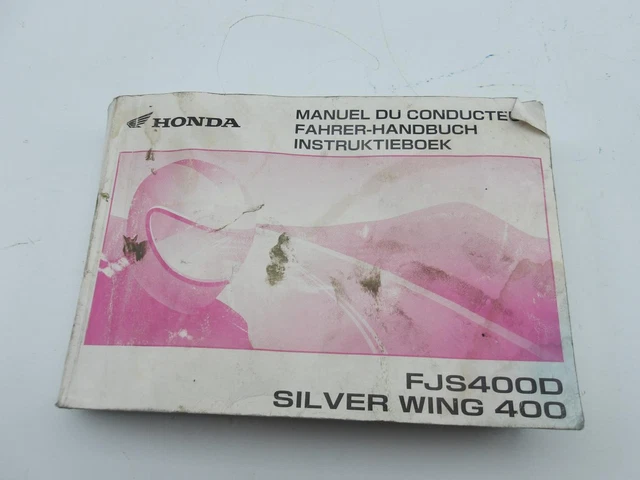 HONDA
MANUEL DU CONDUCTEU
FAHRER-HANDBUCH
INSTRUKTIEBOEK
FJS400D
SILVER WING 400